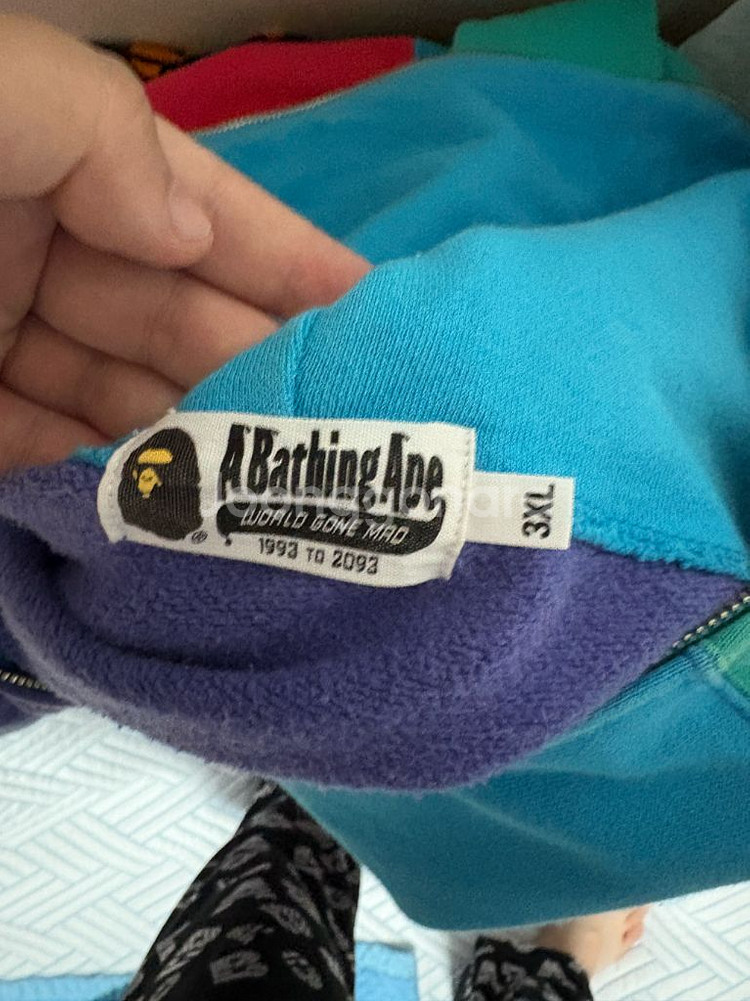 A Bathing Ape
WORLD GONE MAD
1993 TO 2093
3XL